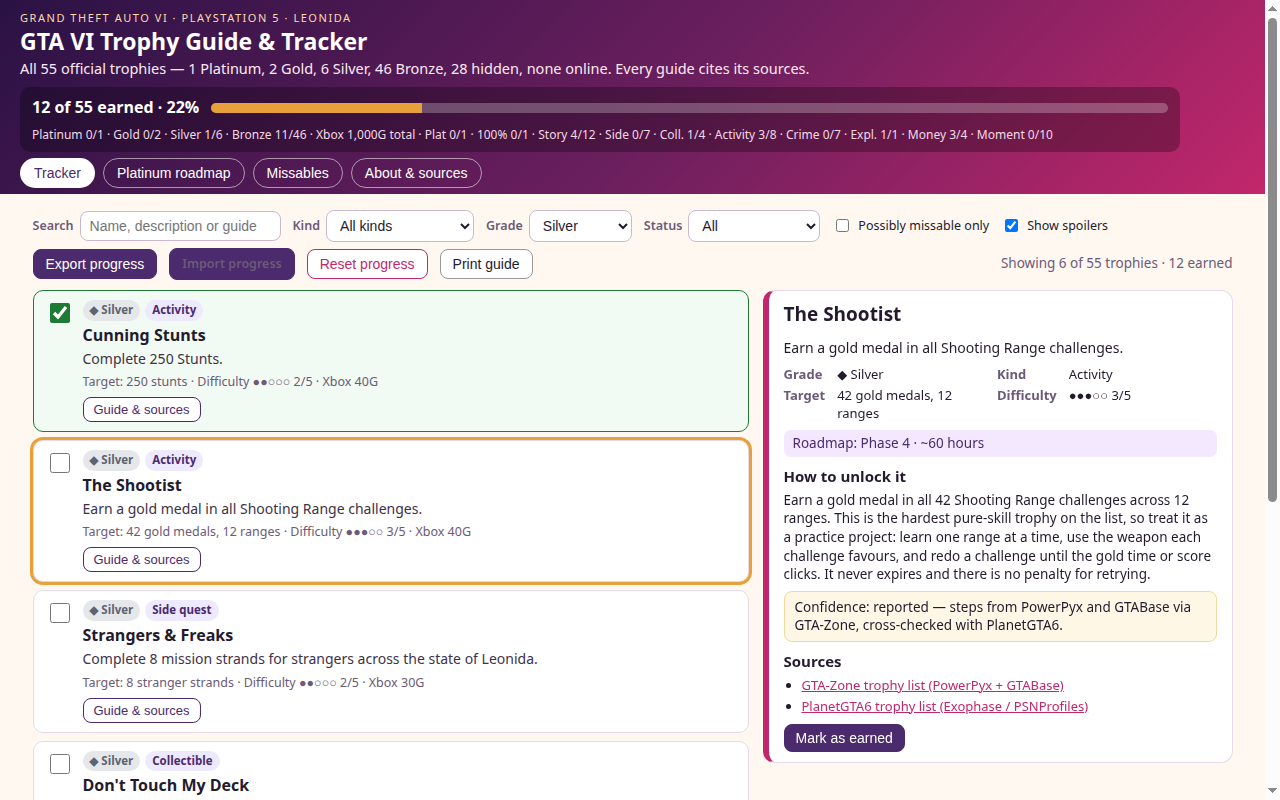 GRAND THEFT AUTO VI · PLAYSTATION 5 · LEONIDA
GTA VI Trophy Guide & Tracker
All 55 official trophies — 1 Platinum, 2 Gold, 6 Silver, 46 Bronze, 28 hidden, none online. Every guide cites its sources.
12 of 55 earned · 22%
Platinum 0/1 · Gold 0/2 · Silver 1/6 · Bronze 11/46 · Xbox 1,000G total · Plat 0/1 · 100% 0/1 · Story 4/12 · Side 0/7 · Coll. 1/4 · Activity 3/8 · Crime 0/7 · Expl. 1/1 · Money 3/4 · Moment 0/10
Tracker Platinum roadmap Missables About & sources
Search Name, description or guide Kind All kinds Grade Silver Status All Possibly missable only Show spoilers
Export progress Import progress Reset progress Print guide Showing 6 of 55 trophies · 12 earned
◆ Silver Activity
Cunning Stunts
Complete 250 Stunts.
Target: 250 stunts · Difficulty ●●○○○ 2/5 · Xbox 40G
Guide & sources
◆ Silver Activity
The Shootist
Earn a gold medal in all Shooting Range challenges.
Target: 42 gold medals, 12 ranges · Difficulty ●●●○○ 3/5 · Xbox 40G
Guide & sources
◆ Silver Side quest
Strangers & Freaks
Complete 8 mission strands for strangers across the state of Leonida.
Target: 8 stranger strands · Difficulty ●●○○○ 2/5 · Xbox 30G
Guide & sources
◆ Silver Collectible
Don't Touch My Deck
The Shootist
Earn a gold medal in all Shooting Range challenges.
Grade ◆ Silver Kind Activity
Target 42 gold medals, 12 Difficulty ●●●○○ 3/5
ranges
Roadmap: Phase 4 · ~60 hours
How to unlock it
Earn a gold medal in all 42 Shooting Range challenges across 12
ranges. This is the hardest pure-skill trophy on the list, so treat it as
a practice project: learn one range at a time, use the weapon each
challenge favours, and redo a challenge until the gold time or score
clicks. It never expires and there is no penalty for retrying.
Confidence: reported — steps from PowerPyx and GTABase via
GTA-Zone, cross-checked with PlanetGTA6.
Sources
GTA-Zone trophy list (PowerPyx + GTABase)
PlanetGTA6 trophy list (Exophase / PSNProfiles)
Mark as earned